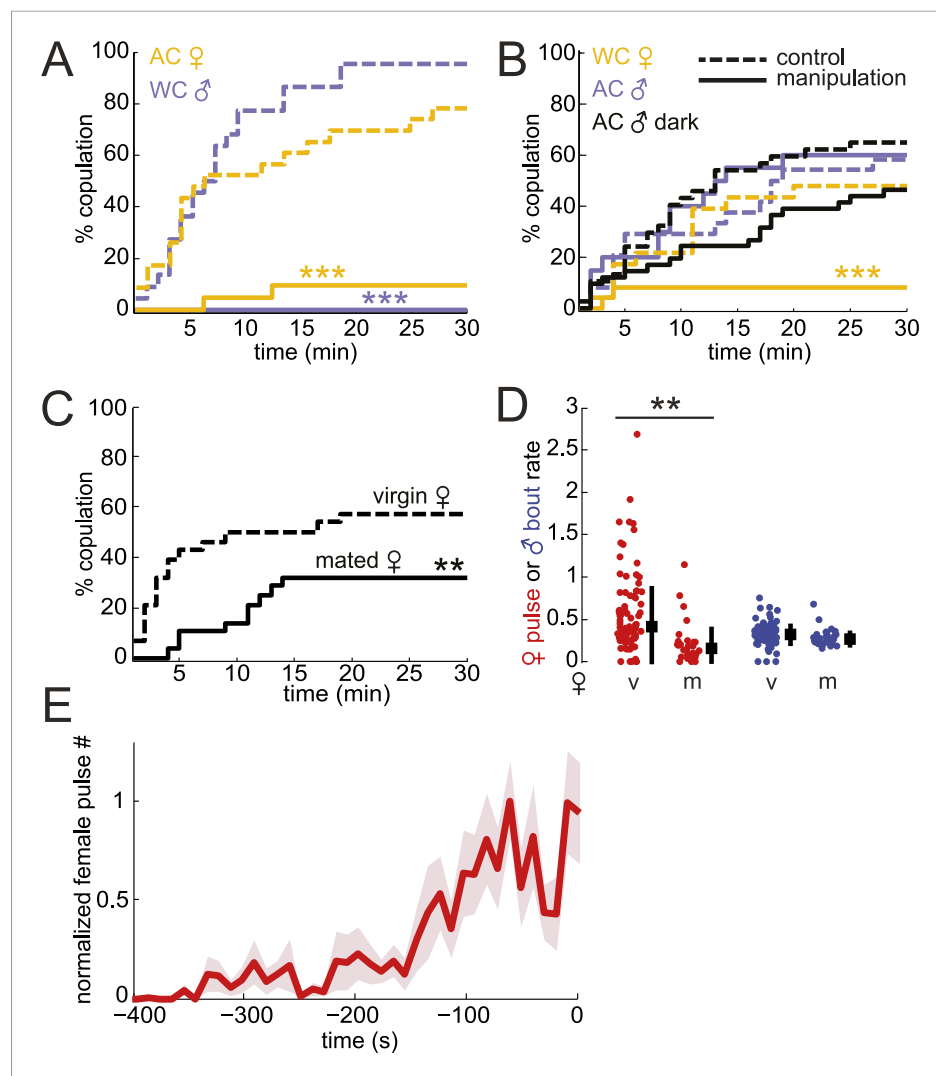 A
AC ♀
WC ♂
% copulation
100
80
60
40
20
0
***
***
5 10 15 20 25 30
time (min)
B
WC ♀
AC ♂
AC ♂ dark
control
manipulation
% copulation
100
80
60
40
20
0
***
5 10 15 20 25 30
time (min)
C
% copulation
100
80
60
40
20
0
virgin ♀
mated ♀
**
5 10 15 20 25 30
time (min)
D
♀ pulse or ♂ bout rate
3
2.5
2
1.5
1
0.5
0
**
♀ v m v m
E
normalized female pulse #
1
0.5
0
−400 −300 −200 −100 0
time (s)